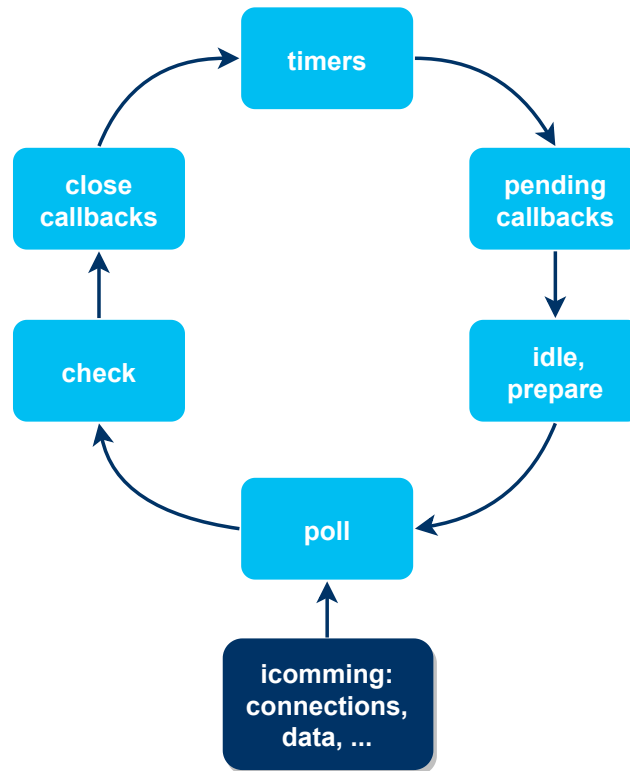 timers
close
callbacks
pending
callbacks
check
idle,
prepare
poll
icomming:
connections,
data, ...